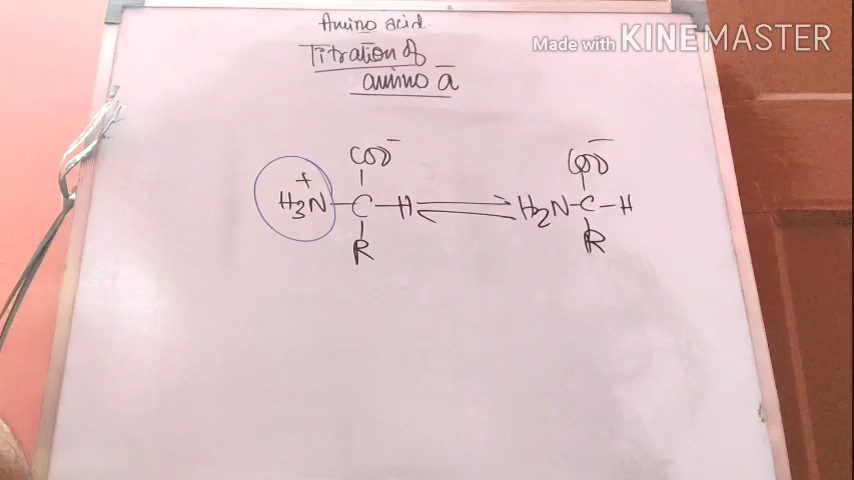 Amino acid.
Made with KINEMASTER
Titration of
amino ā
COO⁻ COO⁻
+
H₃N-C-H ⇌ H₂N-C-H
R R